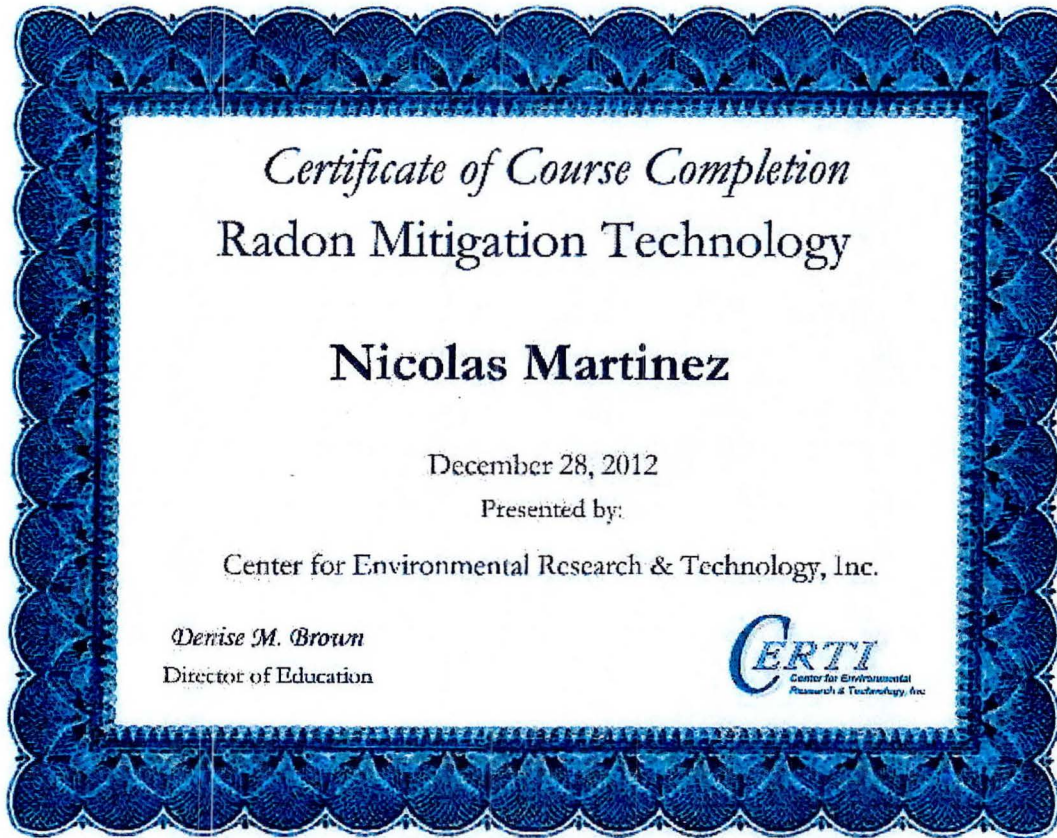 Certificate of Course Completion
Radon Mitigation Technology
Nicolas Martinez
December 28, 2012
Presented by:
Center for Environmental Research & Technology, Inc.
Denise M. Brown
Director of Education
CERTI
Center for Environmental
Research & Technology, Inc